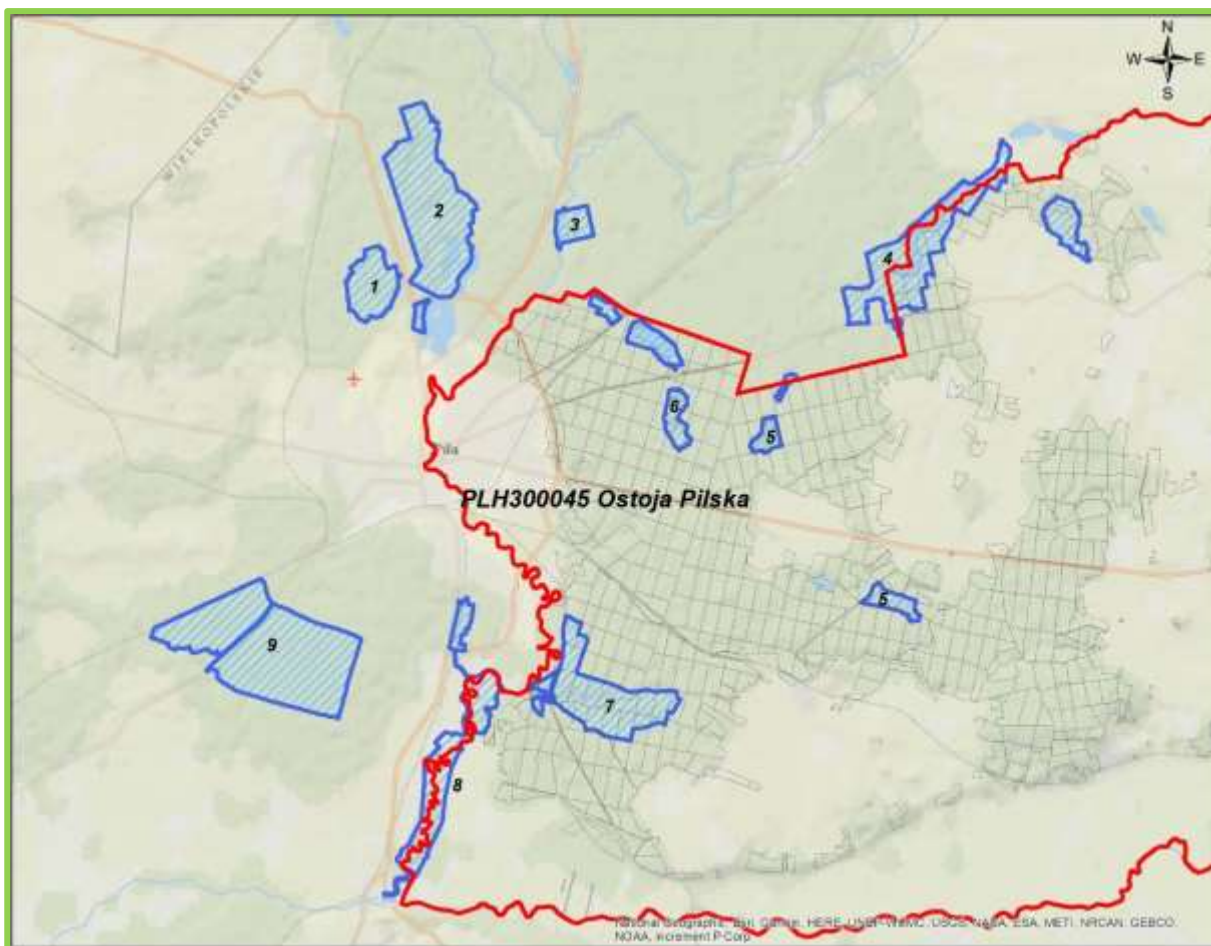 N
W E
S
WIELKOPOLSKIE
2
3
1
4
6
5
Piła
PLH300045 Ostoja Pilska
5
9
7
8
National Geographic, Esri, Garmin, HERE, UNEP-WCMC, USGS, NASA, ESA, METI, NRCAN, GEBCO,
NOAA, increment P Corp.